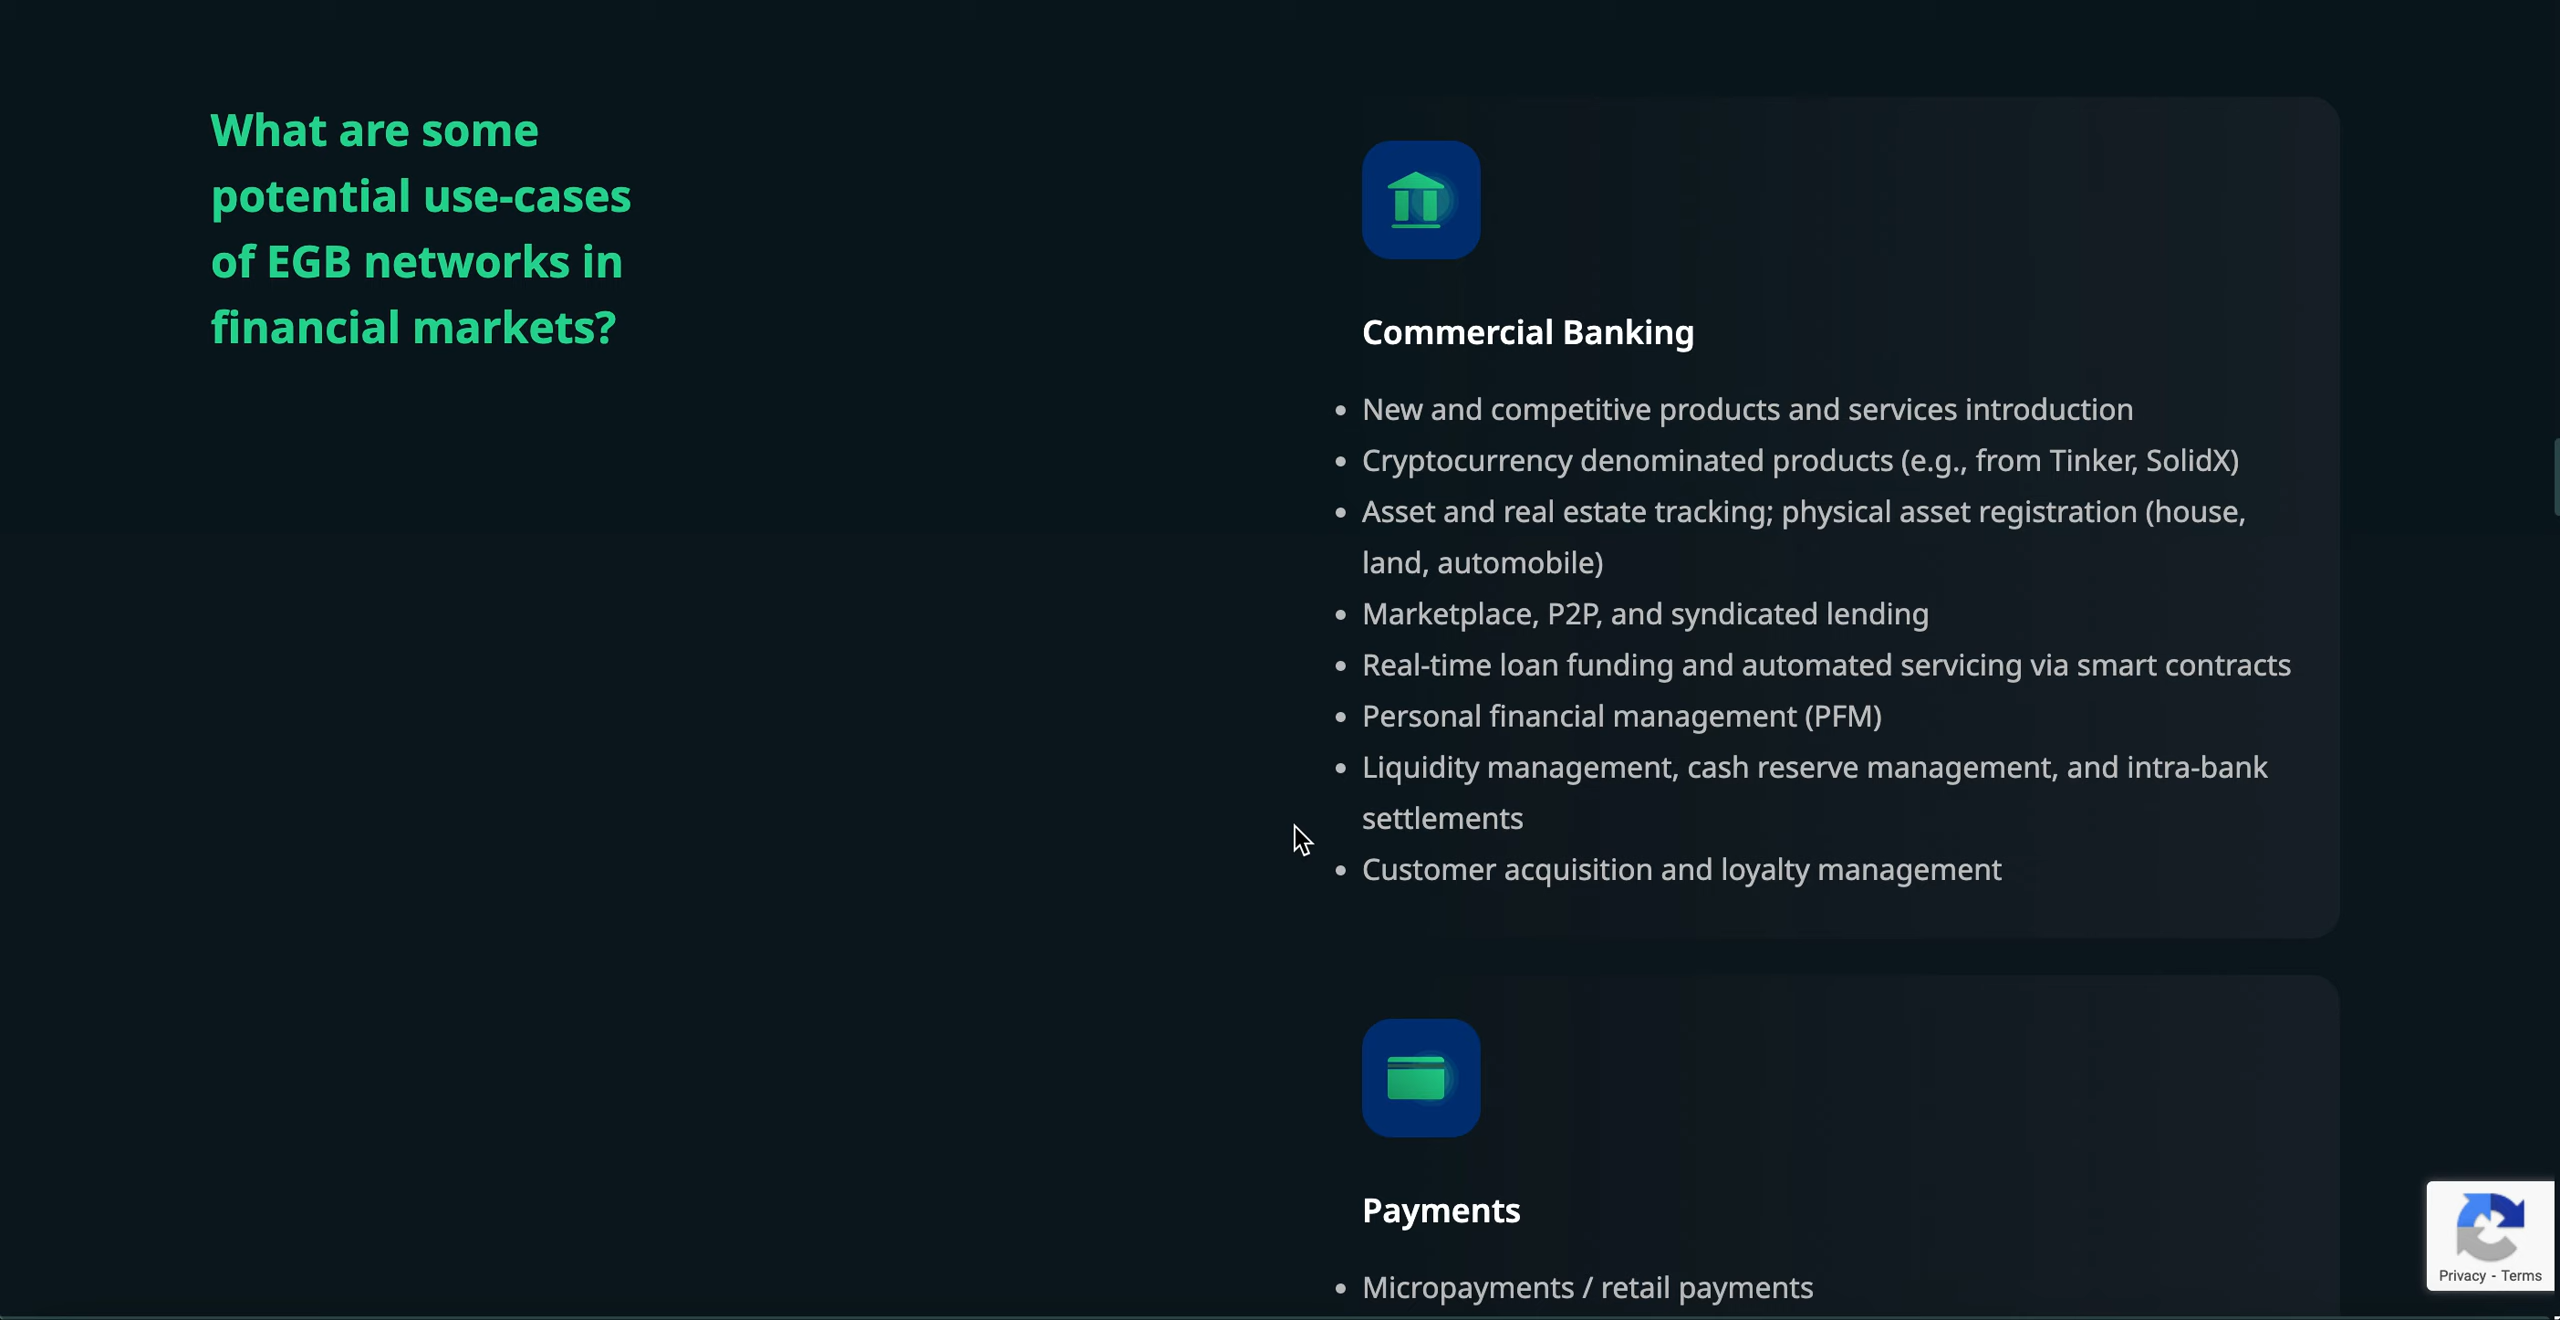 What are some
potential use-cases
of EGB networks in
financial markets?
Commercial Banking
• New and competitive products and services introduction
• Cryptocurrency denominated products (e.g., from Tinker, SolidX)
• Asset and real estate tracking; physical asset registration (house,
land, automobile)
• Marketplace, P2P, and syndicated lending
• Real-time loan funding and automated servicing via smart contracts
• Personal financial management (PFM)
• Liquidity management, cash reserve management, and intra-bank
settlements
• Customer acquisition and loyalty management
Payments
• Micropayments / retail payments
Privacy - Terms